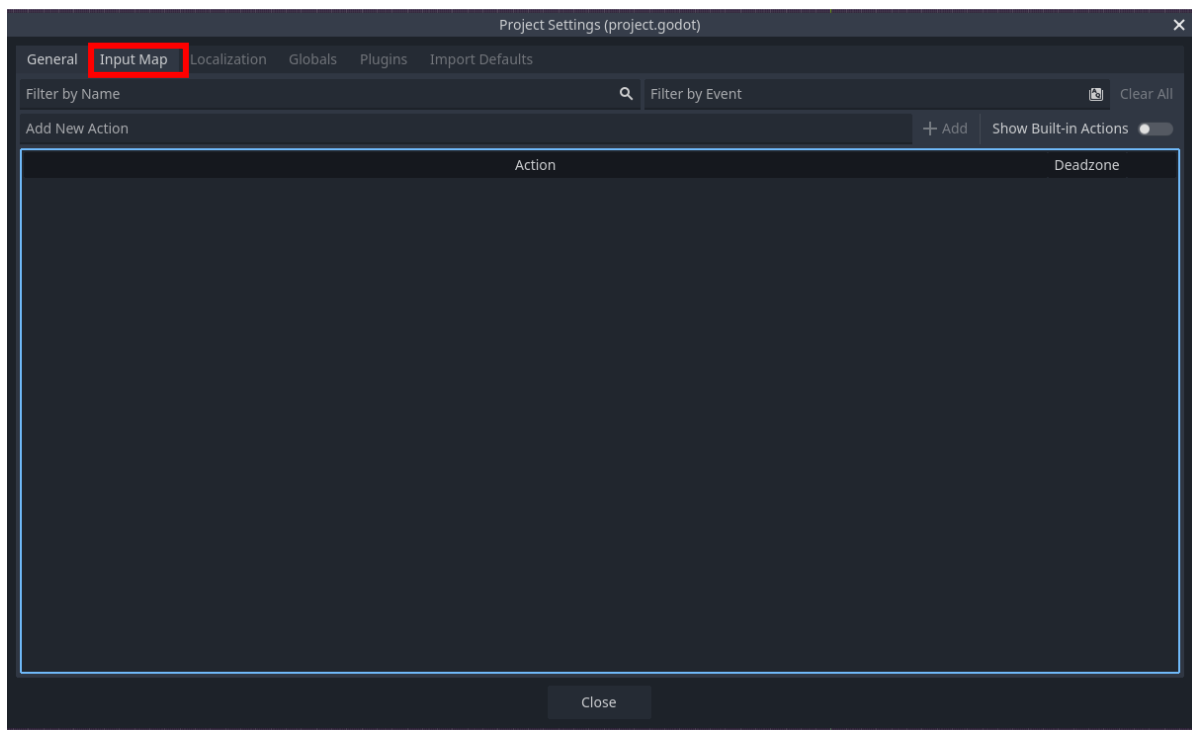 Project Settings (project.godot)
General Input Map Localization Globals Plugins Import Defaults
Filter by Name Filter by Event Clear All
Add New Action + Add Show Built-in Actions
Action Deadzone
Close